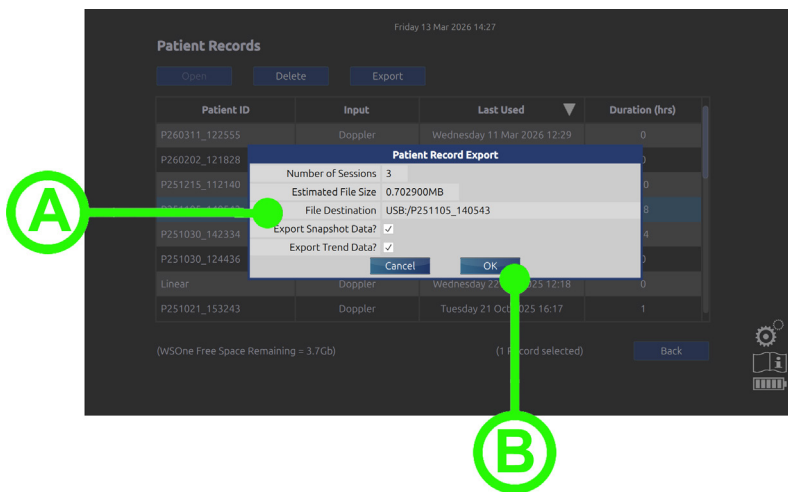 Friday 13 Mar 2026 14:27
Patient Records
Open Delete Export
Patient ID Input Last Used Duration (hrs)
P260311_122555 Doppler Wednesday 11 Mar 2026 12:29 0
P260202_121828
Patient Record Export
Number of Sessions 3
P251215_112140
Estimated File Size 0.702900MB
File Destination USB:/P251105_140543
8
P251030_142334
Export Snapshot Data?
4
Export Trend Data?
P251030_124436
Cancel OK
Linear Doppler Wednesday 22 2025 12:18 0
P251021_153243 Doppler Tuesday 21 Oct 2025 16:17 1
(WSOne Free Space Remaining = 3.7Gb) (1 Record selected) Back
A
B